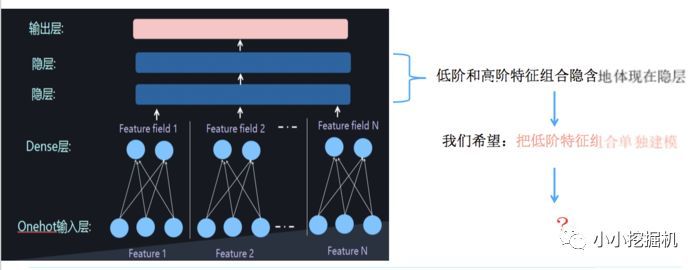 输出层:
隐层:
隐层:
Feature field 1
Feature field 2
Feature field N
Dense层:
Onehot输入层:
Feature 1
Feature 2
Feature N
低阶和高阶特征组合隐含地体现在隐层
我们希望：把低阶特征组合单独建模
?
小小挖掘机